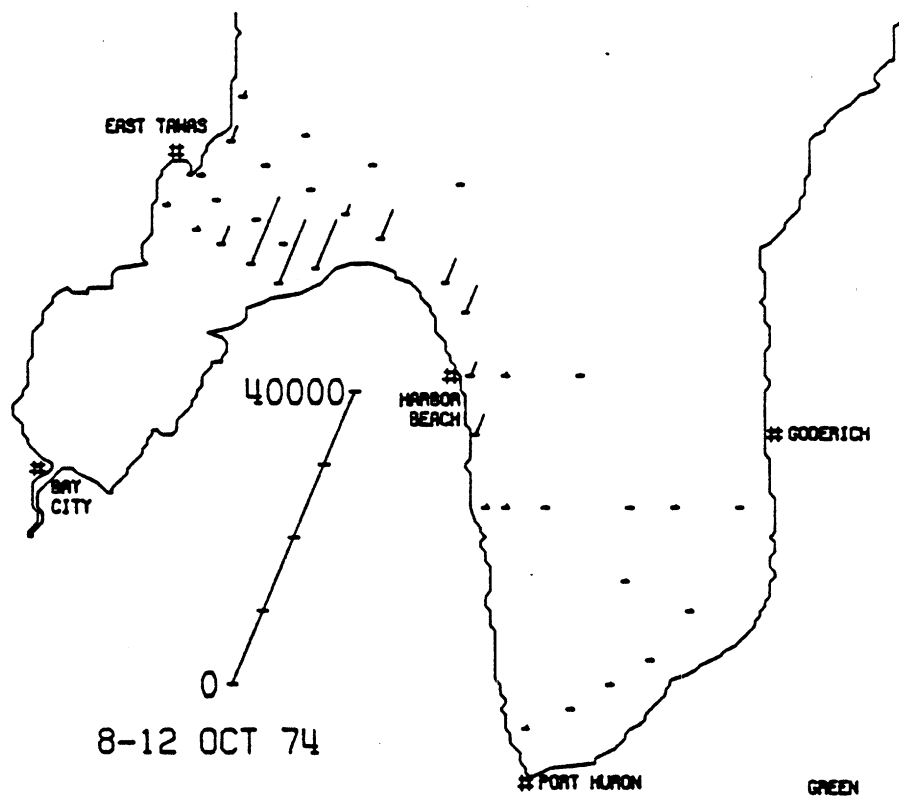 EAST TAWAS
#
40000
#
HARBOR
BEACH
# GODERICH
#
BAY
CITY
0
8-12 OCT 74
# PORT HURON
GREEN